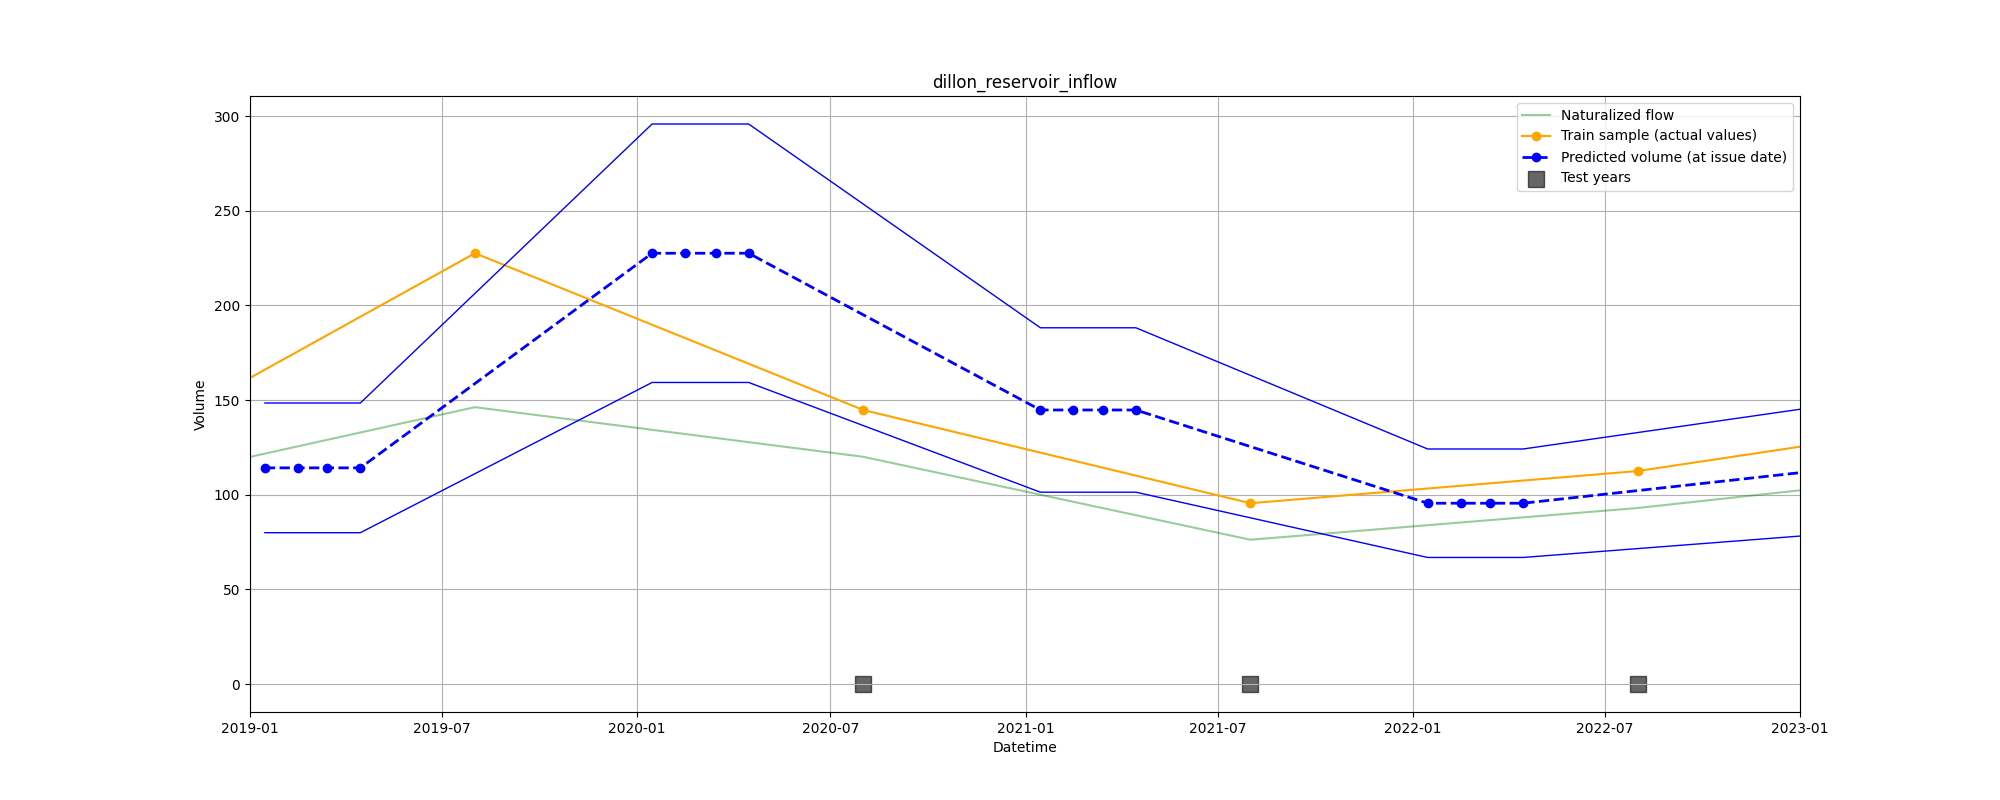 dillon_reservoir_inflow
Naturalized flow
Train sample (actual values)
Predicted volume (at issue date)
Test years
300
250
200
150
100
50
0
Volume
2019-01 2019-07 2020-01 2020-07 2021-01 2021-07 2022-01 2022-07 2023-01
Datetime